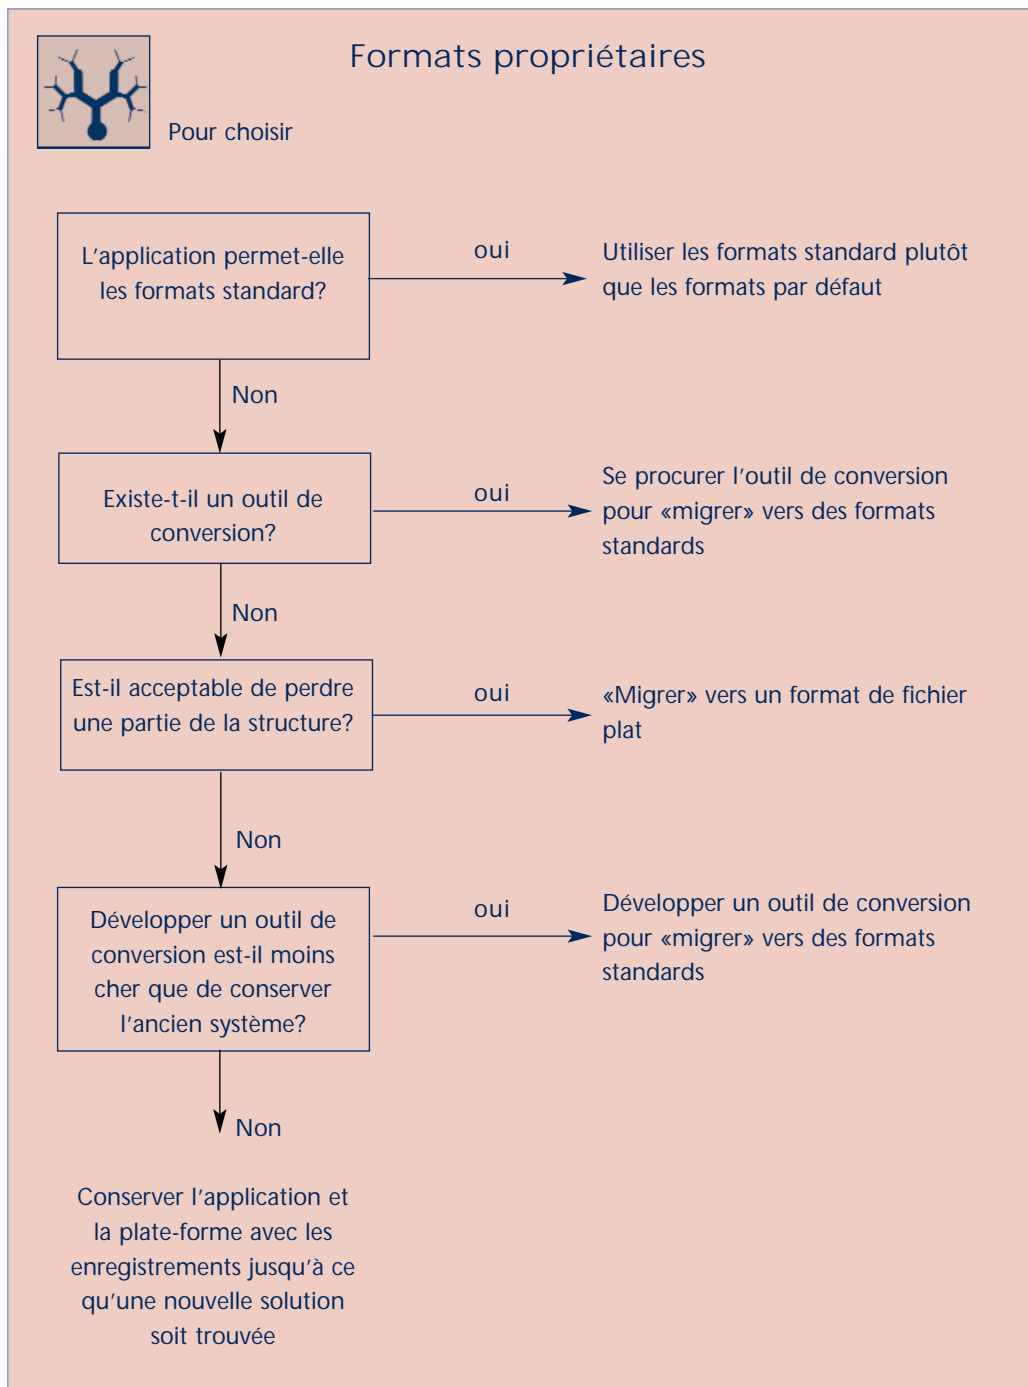 Formats propriétaires
Pour choisir
L'application permet-elle
les formats standard?
oui
Utiliser les formats standard plutôt
que les formats par défaut
Non
Existe-t-il un outil de
conversion?
oui
Se procurer l'outil de conversion
pour «migrer» vers des formats
standards
Non
Est-il acceptable de perdre
une partie de la structure?
oui
«Migrer» vers un format de fichier
plat
Non
Développer un outil de
conversion est-il moins
cher que de conserver
l'ancien système?
oui
Développer un outil de conversion
pour «migrer» vers des formats
standards
Non
Conserver l'application et
la plate-forme avec les
enregistrements jusqu'à ce
qu'une nouvelle solution
soit trouvée